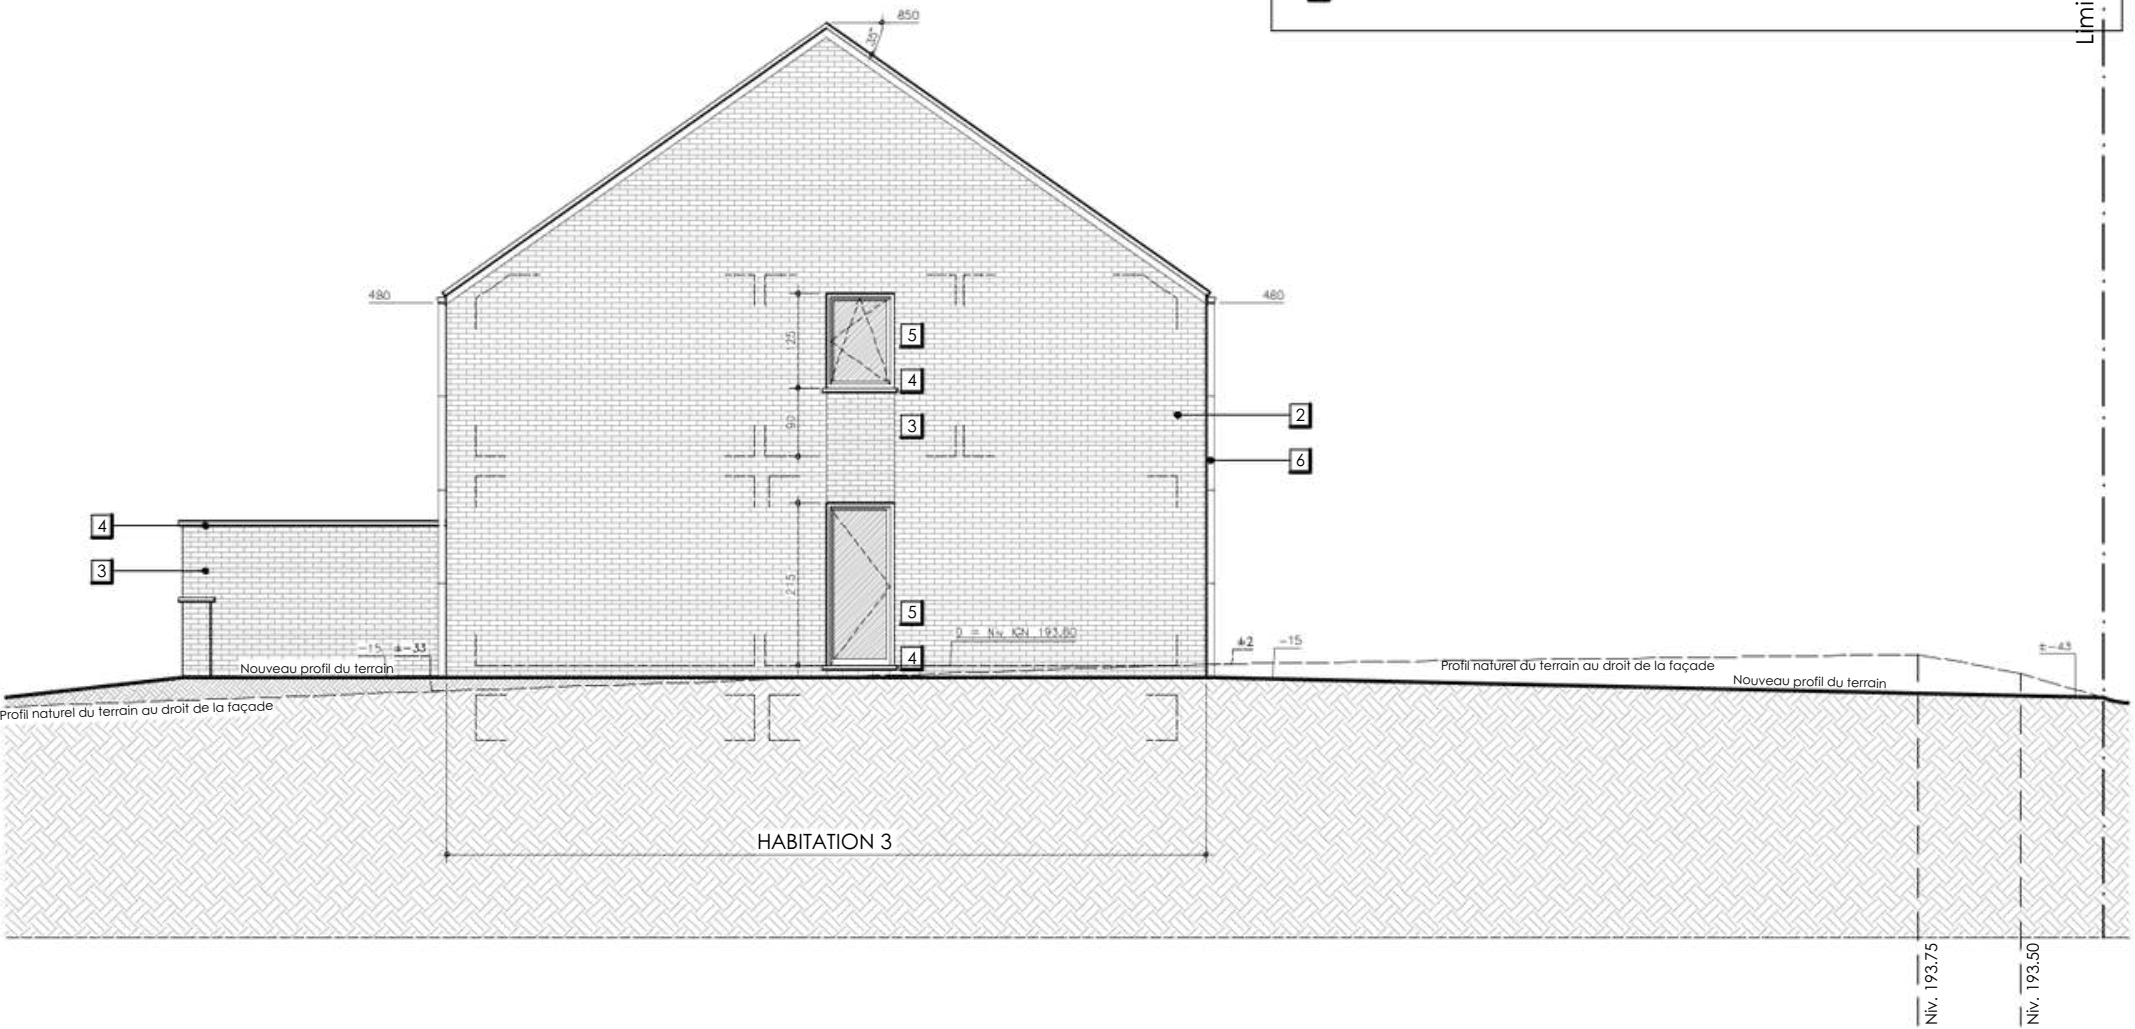 Limi
850
35°
480
480
125
5
4
90
3
2
6
4
3
215
5
4
0 = Niv. IGN 193.60
-15
±-33
±2
-15
±-43
Nouveau profil du terrain
Profil naturel du terrain au droit de la façade
Nouveau profil du terrain
Profil naturel du terrain au droit de la façade
HABITATION 3
Niv. 193.75
Niv. 193.50